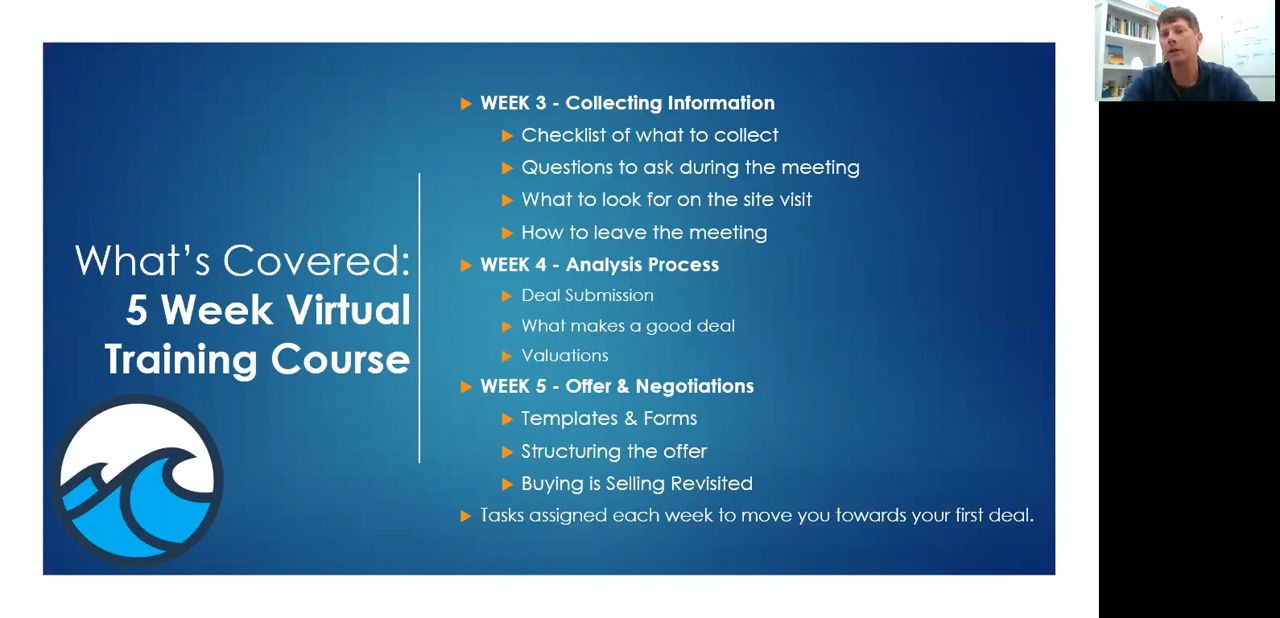 What's Covered:
5 Week Virtual
Training Course
WEEK 3 - Collecting Information
Checklist of what to collect
Questions to ask during the meeting
What to look for on the site visit
How to leave the meeting
WEEK 4 - Analysis Process
Deal Submission
What makes a good deal
Valuations
WEEK 5 - Offer & Negotiations
Templates & Forms
Structuring the offer
Buying is Selling Revisited
Tasks assigned each week to move you towards your first deal.